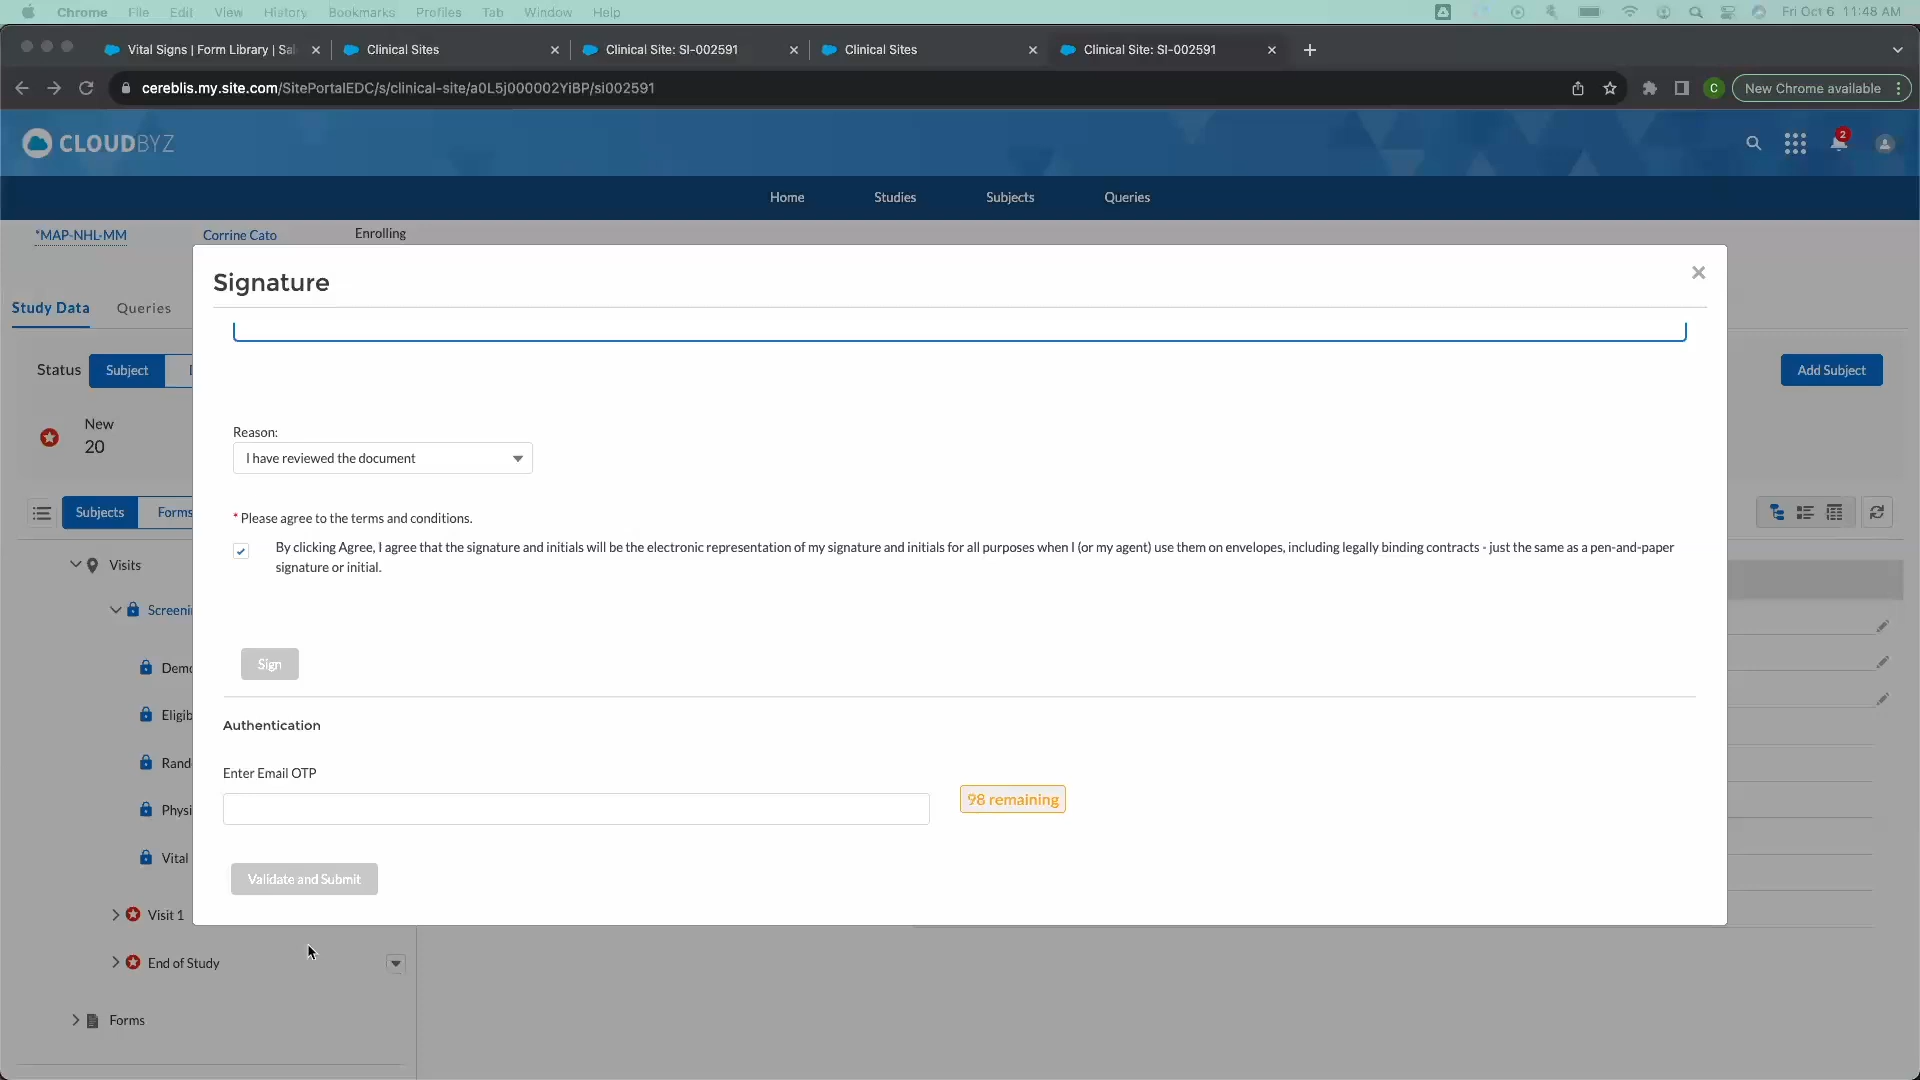 Chrome File Edit View History Bookmarks Profiles Tab Window Help Fri Oct 6 11:48 AM
Vital Signs | Form Library | Sal Clinical Sites Clinical Site: SI-002591 Clinical Sites Clinical Site: SI-002591
cereblis.my.site.com/SitePortalEDC/s/clinical-site/a0L5j000002YiBP/si002591 C New Chrome available
CLOUDBYZ 2
Home Studies Subjects Queries
*MAP-NHL-MM Corrine Cato Enrolling
Signature
Study Data Queries
Status Subject Add Subject
New
20
Reason:
I have reviewed the document
Subjects Forms
* Please agree to the terms and conditions.
By clicking Agree, I agree that the signature and initials will be the electronic representation of my signature and initials for all purposes when I (or my agent) use them on envelopes, including legally binding contracts - just the same as a pen-and-paper
signature or initial.
Visits
Screeni
Sign
Demo
Eligib
Authentication
Rand
Enter Email OTP
98 remaining
Physi
Vital
Validate and Submit
Visit 1
End of Study
Forms